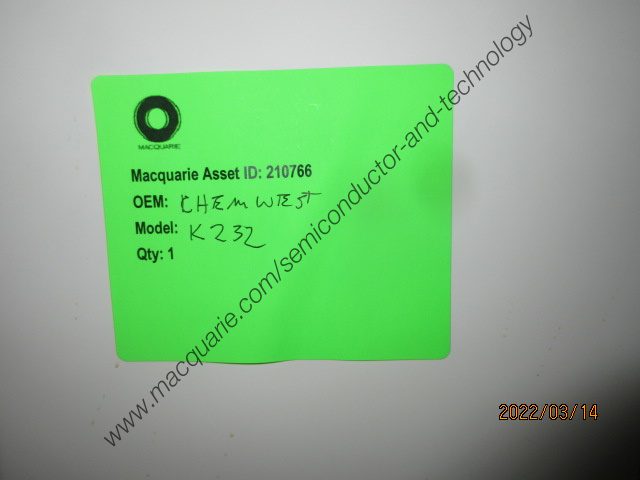 MACQUARIE
Macquarie Asset ID: 210766
OEM: CHEMWEST
Model: K232
Qty: 1
www.macquarie.com/semiconductor-and-technology
2022/03/14